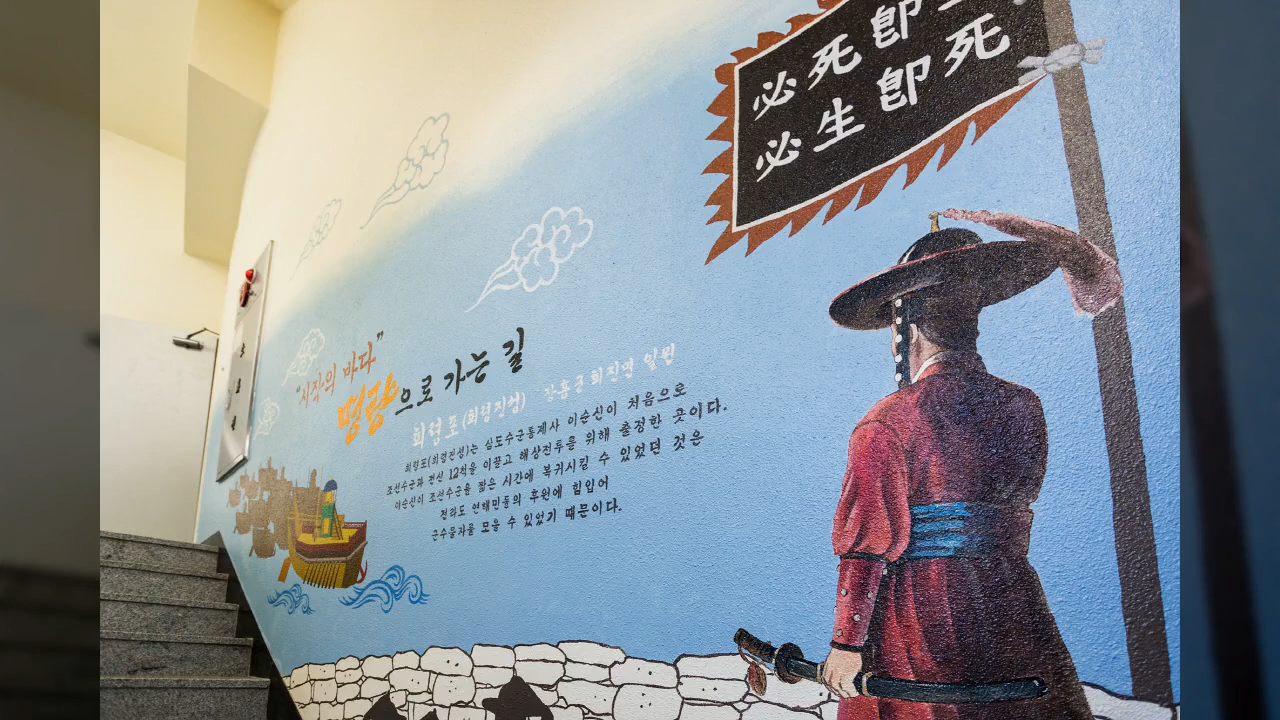 必死卽
必生卽死
"시작의 바다"
명량으로 가는 길
회령포(회령진성) 장흥군 회진면 일원
회령포(회령진성)는 삼도수군통제사 이순신이 처음으로
조선수군과 전선 12척을 이끌고 해상전투를 위해 출정한 곳이다.
이순신이 조선수군을 짧은 시간에 복귀시킬 수 있었던 것은
전라도 연해민들의 후원에 힘입어
군수물자를 모을 수 있었기 때문이다.